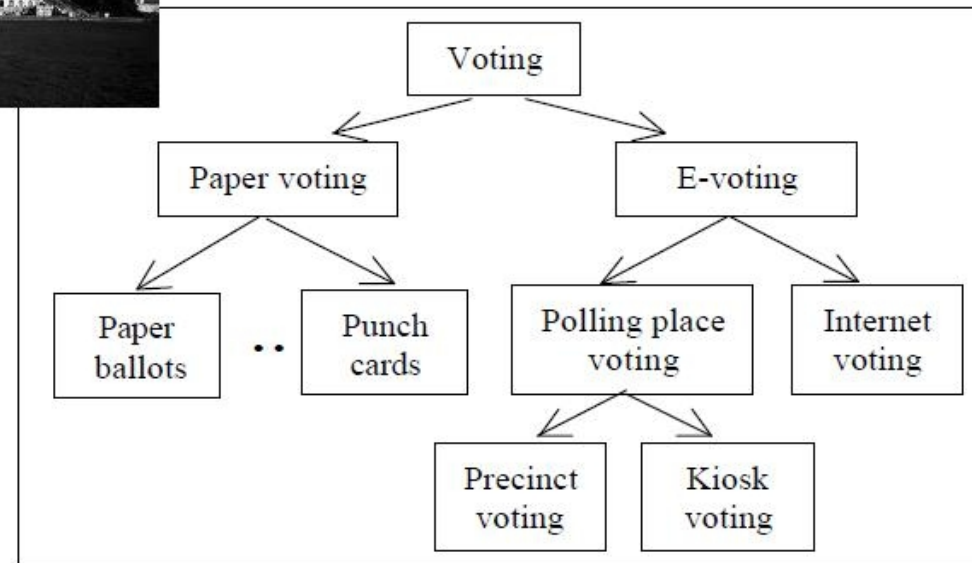 Voting
Paper voting
E-voting
Paper
ballots
..
Punch
cards
Polling place
voting
Internet
voting
Precinct
voting
Kiosk
voting